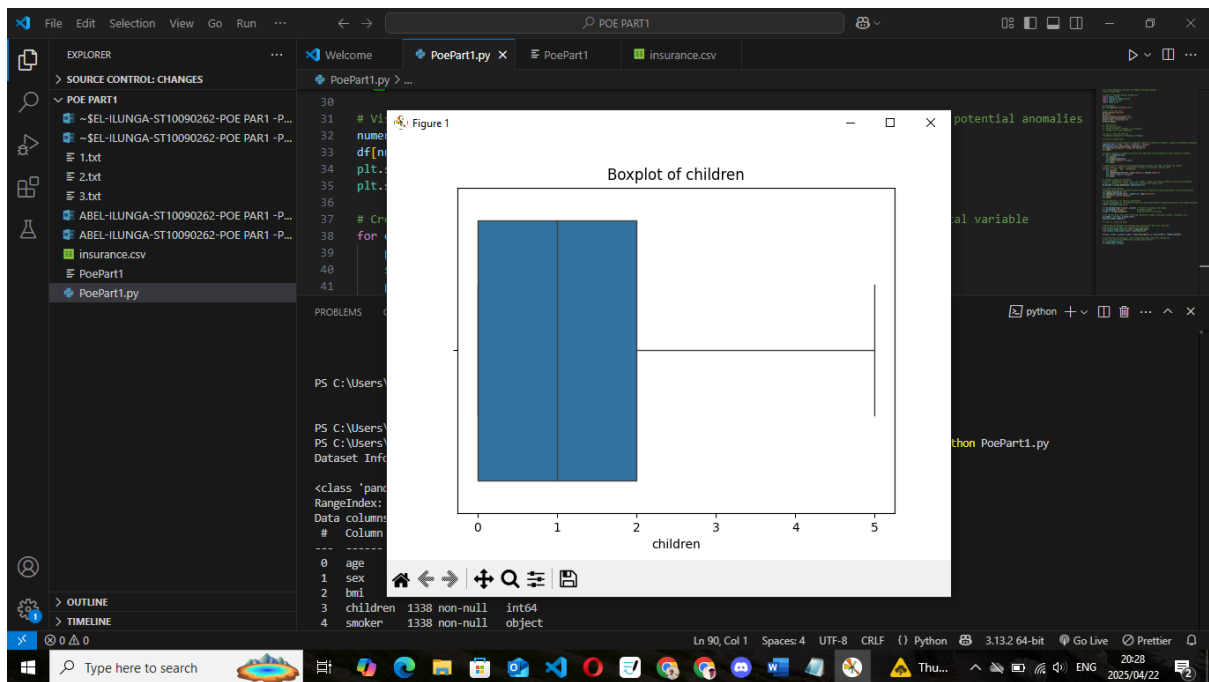 File Edit Selection View Go Run ···
POE PART1
EXPLORER
SOURCE CONTROL: CHANGES
POE PART1
~$EL-ILUNGA-ST10090262-POE PAR1 -P...
~$EL-ILUNGA-ST10090262-POE PAR1 -P...
1.txt
2.txt
3.txt
ABEL-ILUNGA-ST10090262-POE PAR1 -P...
ABEL-ILUNGA-ST10090262-POE PAR1 -P...
insurance.csv
PoePart1
PoePart1.py
OUTLINE
TIMELINE
Welcome
PoePart1.py
PoePart1
insurance.csv
PoePart1.py > ...
30
31 # Vi potential anomalies
32 nume
33 df[n
34 plt.
35 plt.
36
37 # Cr al variable
38 for
39
40
41
Figure 1
Boxplot of children
0 1 2 3 4 5
children
PROBLEMS
python
PS C:\Users\
PS C:\Users\
PS C:\Users\ thon PoePart1.py
Dataset Info
<class 'pand
RangeIndex:
Data columns
# Column
--- ------
0 age
1 sex
2 bmi
3 children 1338 non-null int64
4 smoker 1338 non-null object
1
0 0
Ln 90, Col 1 Spaces: 4 UTF-8 CRLF {} Python 3.13.2 64-bit Go Live Prettier
Type here to search
Thu...
ENG
20:28
2025/04/22
2